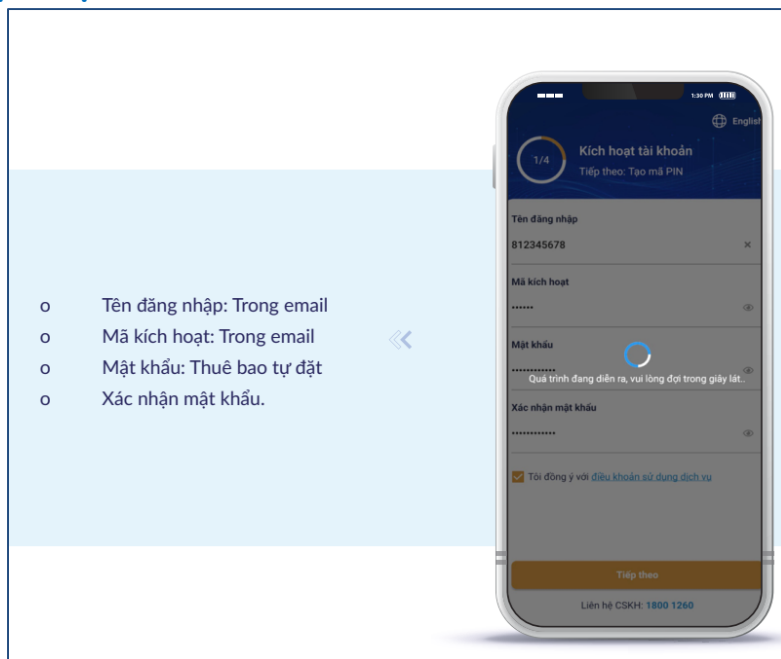 o Tên đăng nhập: Trong email
o Mã kích hoạt: Trong email
o Mật khẩu: Thuê bao tự đặt
o Xác nhận mật khẩu.
1:30 PM
English
1/4
Kích hoạt tài khoản
Tiếp theo: Tạo mã PIN
Tên đăng nhập
812345678
Mã kích hoạt
••••••
Mật khẩu
••••••••••••
Quá trình đang diễn ra, vui lòng đợi trong giây lát..
Xác nhận mật khẩu
••••••••••••
Tôi đồng ý với điều khoản sử dụng dịch vụ
Tiếp theo
Liên hệ CSKH: 1800 1260